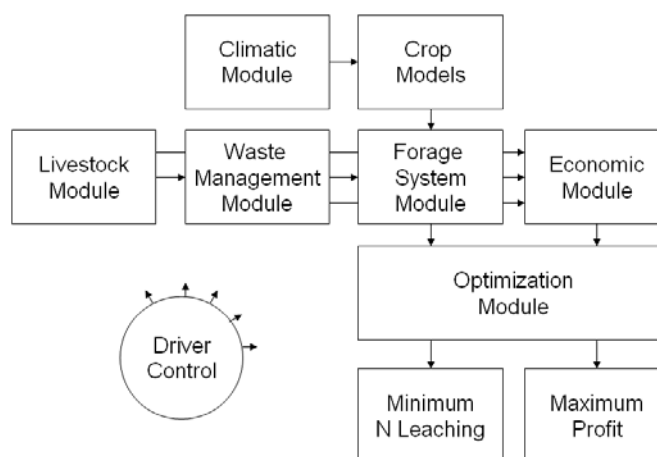 Climatic
Module
Crop
Models
Livestock
Module
Waste
Management
Module
Forage
System
Module
Economic
Module
Optimization
Module
Driver
Control
Minimum
N Leaching
Maximum
Profit